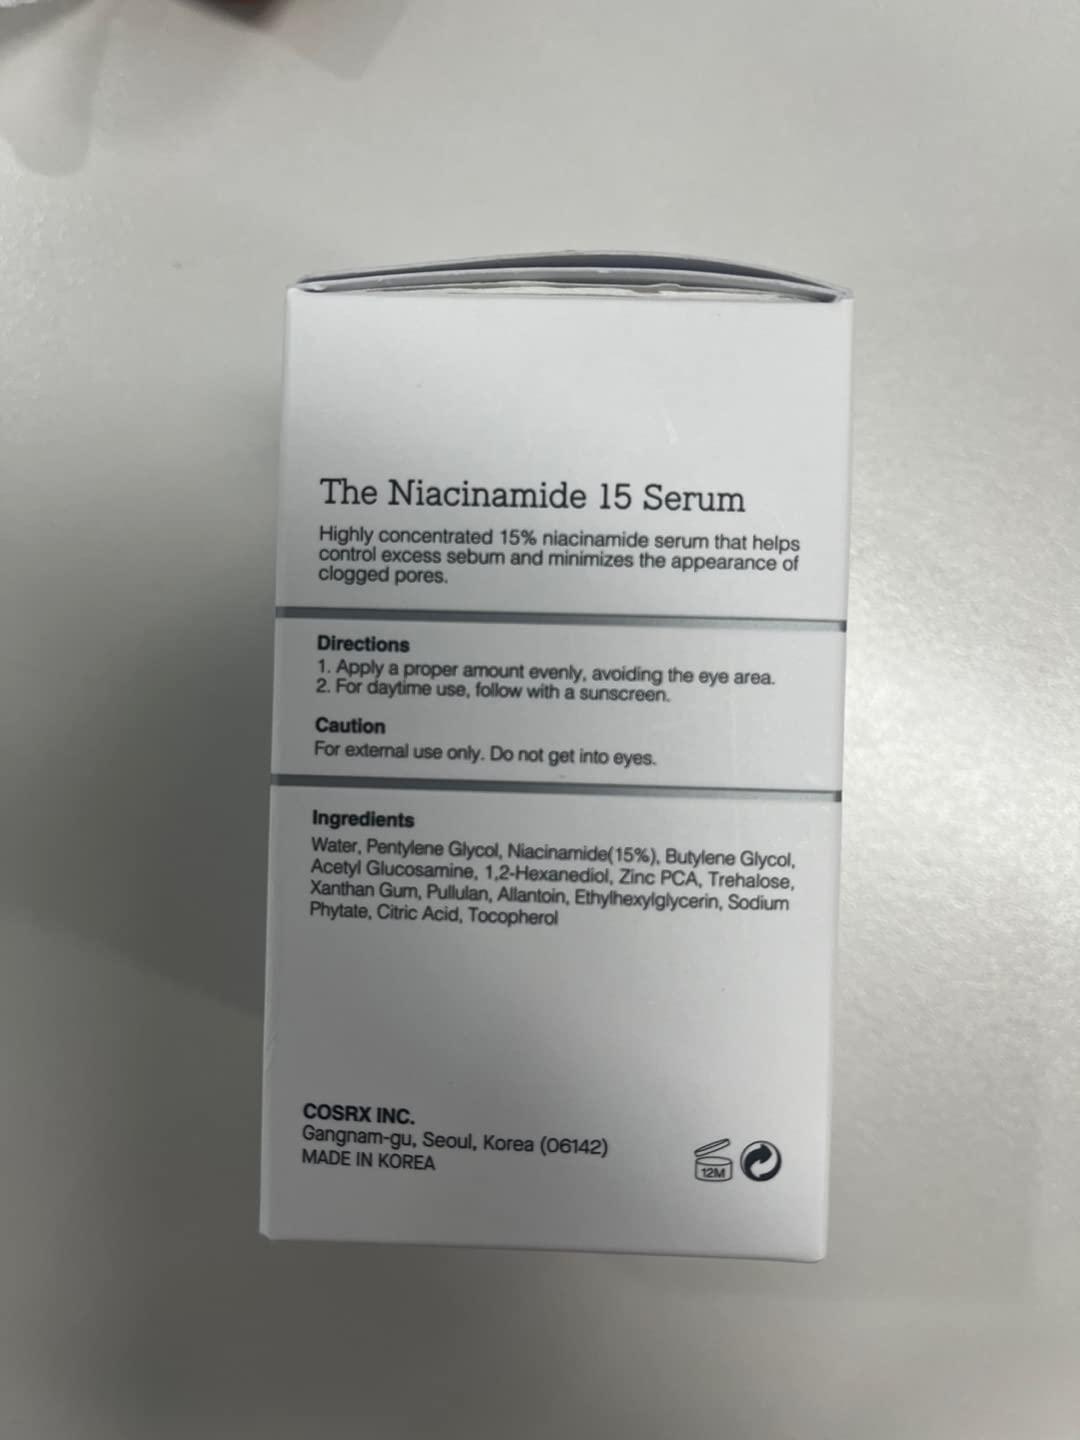 The Niacinamide 15 Serum
Highly concentrated 15% niacinamide serum that helps
control excess sebum and minimizes the appearance of
clogged pores.
Directions
1. Apply a proper amount evenly, avoiding the eye area.
2. For daytime use, follow with a sunscreen.
Caution
For external use only. Do not get into eyes.
Ingredients
Water, Pentylene Glycol, Niacinamide(15%), Butylene Glycol,
Acetyl Glucosamine, 1,2-Hexanediol, Zinc PCA, Trehalose,
Xanthan Gum, Pullulan, Allantoin, Ethylhexylglycerin, Sodium
Phytate, Citric Acid, Tocopherol
COSRX INC.
Gangnam-gu, Seoul, Korea (06142)
MADE IN KOREA
12M